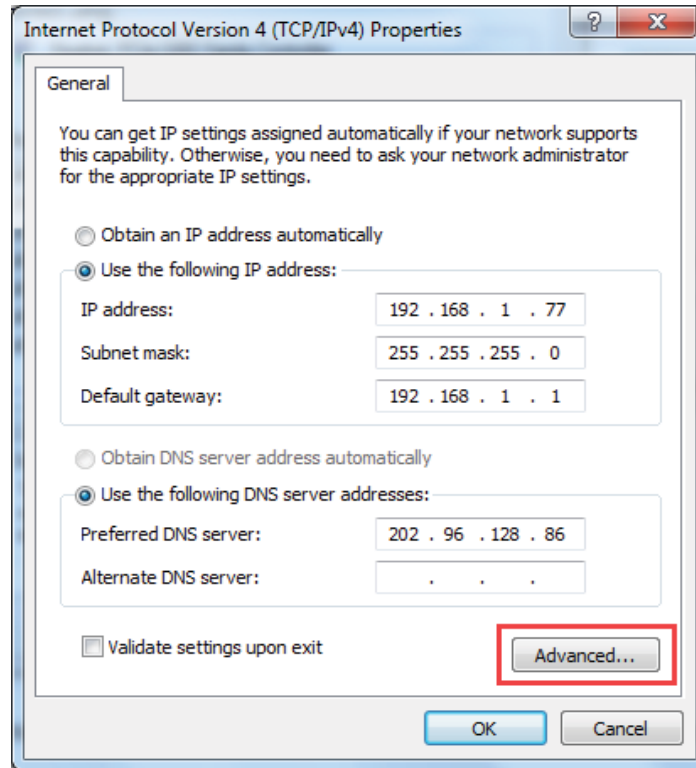 Internet Protocol Version 4 (TCP/IPv4) Properties
General
You can get IP settings assigned automatically if your network supports
this capability. Otherwise, you need to ask your network administrator
for the appropriate IP settings.
Obtain an IP address automatically
Use the following IP address:
IP address: 192 . 168 . 1 . 77
Subnet mask: 255 . 255 . 255 . 0
Default gateway: 192 . 168 . 1 . 1
Obtain DNS server address automatically
Use the following DNS server addresses:
Preferred DNS server: 202 . 96 . 128 . 86
Alternate DNS server: . . .
Validate settings upon exit
Advanced...
OK Cancel